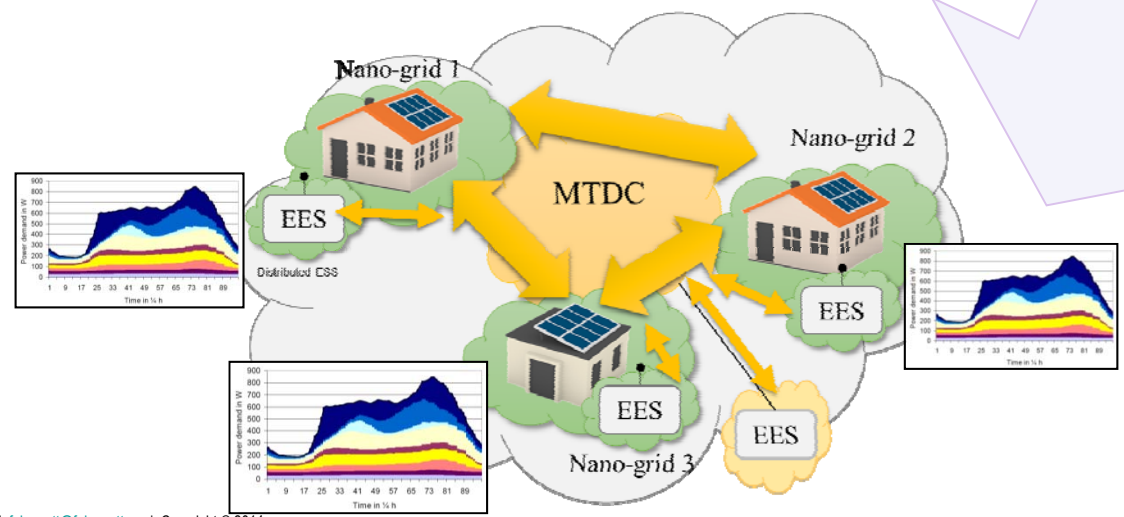 Nano-grid 1
Nano-grid 2
MTDC
EES
Distributed ESS
EES
EES
EES
Nano-grid 3
Power demand in W
900
800
700
600
500
400
300
200
100
0
1 9 17 25 33 41 49 57 65 73 81 89
Time in ¼ h
Power demand in W
900
800
700
600
500
400
300
200
100
0
1 9 17 25 33 41 49 57 65 73 81 89
Time in ¼ h
Power demand in W
900
800
700
600
500
400
300
200
100
0
1 9 17 25 33 41 49 57 65 73 81 89
Time in ¼ h